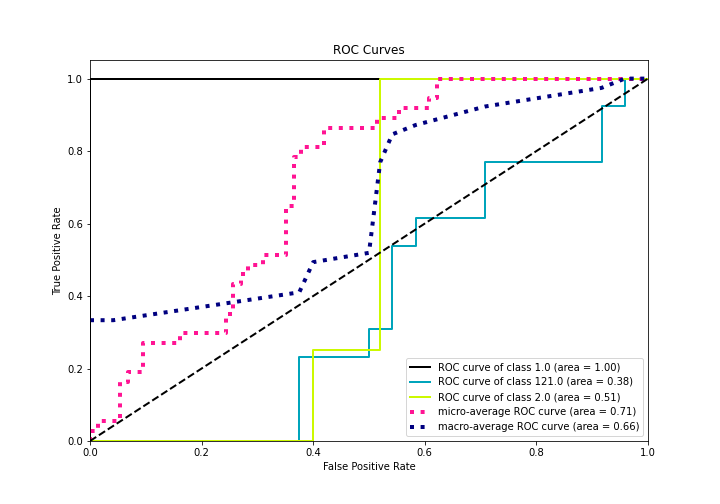 ROC Curves
True Positive Rate
1.0
0.8
0.6
0.4
0.2
0.0
ROC curve of class 1.0 (area = 1.00)
ROC curve of class 121.0 (area = 0.38)
ROC curve of class 2.0 (area = 0.51)
micro-average ROC curve (area = 0.71)
macro-average ROC curve (area = 0.66)
0.0 0.2 0.4 0.6 0.8 1.0
False Positive Rate